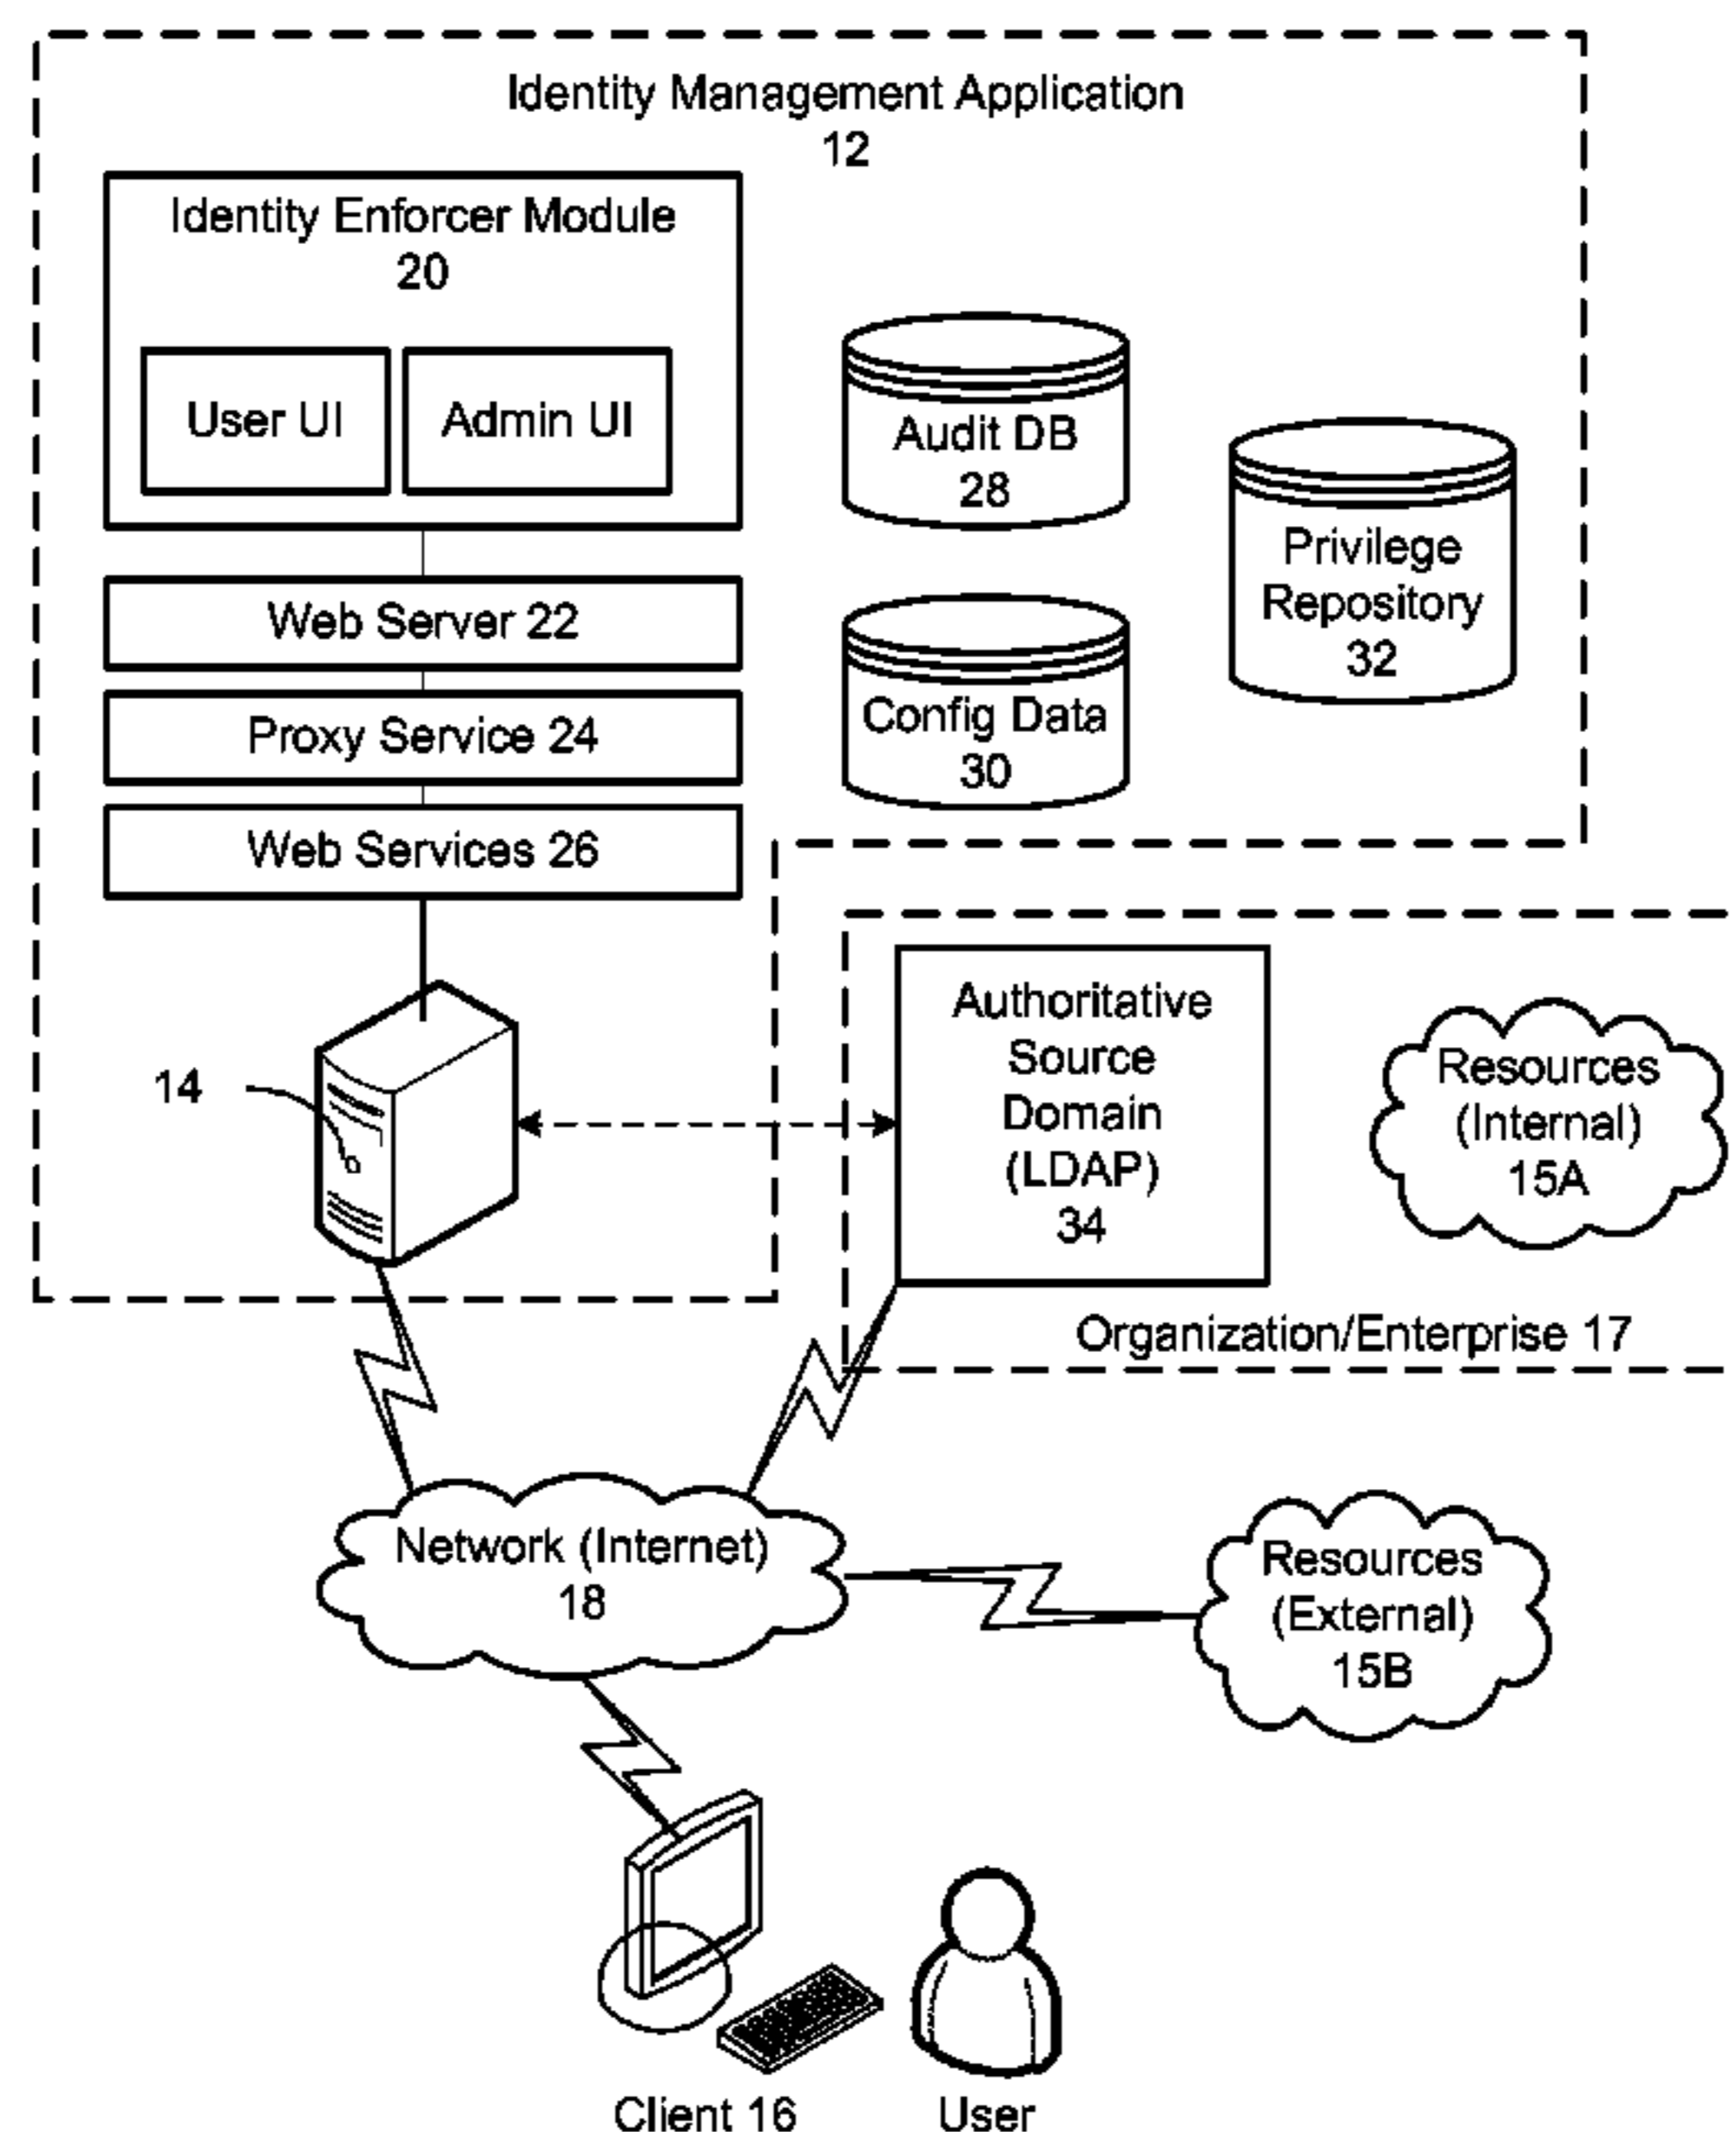 Identity Management Application
12
Identity Enforcer Module
20
User UI
Admin UI
Audit DB
28
Privilege
Repository
32
Web Server 22
Config Data
30
Proxy Service 24
Web Services 26
14
Authoritative
Source
Domain
(LDAP)
34
Resources
(Internal)
15A
Organization/Enterprise 17
Network (Internet)
18
Resources
(External)
15B
Client 16
User